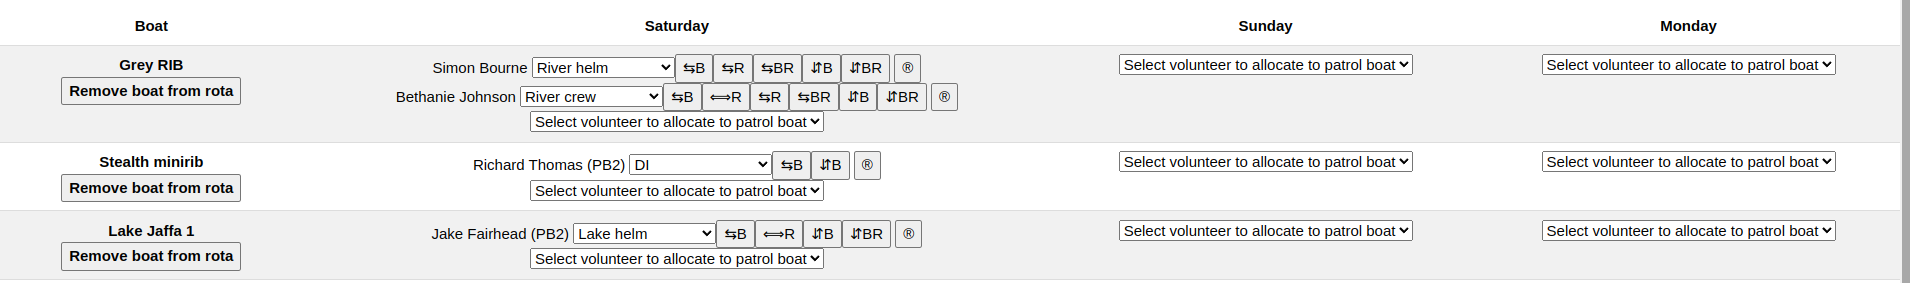 Boat Saturday Sunday Monday
Grey RIB Simon Bourne River helm ⇆B ⇆R ⇆BR ⇵B ⇵BR ® Select volunteer to allocate to patrol boat Select volunteer to allocate to patrol boat
Remove boat from rota Bethanie Johnson River crew ⇆B ⟺R ⇆R ⇆BR ⇵B ⇵BR ®
Select volunteer to allocate to patrol boat
Stealth minirib Richard Thomas (PB2) DI ⇆B ⇵B ® Select volunteer to allocate to patrol boat Select volunteer to allocate to patrol boat
Remove boat from rota Select volunteer to allocate to patrol boat
Lake Jaffa 1 Jake Fairhead (PB2) Lake helm ⇆B ⟺R ⇵B ⇵BR ® Select volunteer to allocate to patrol boat Select volunteer to allocate to patrol boat
Remove boat from rota Select volunteer to allocate to patrol boat